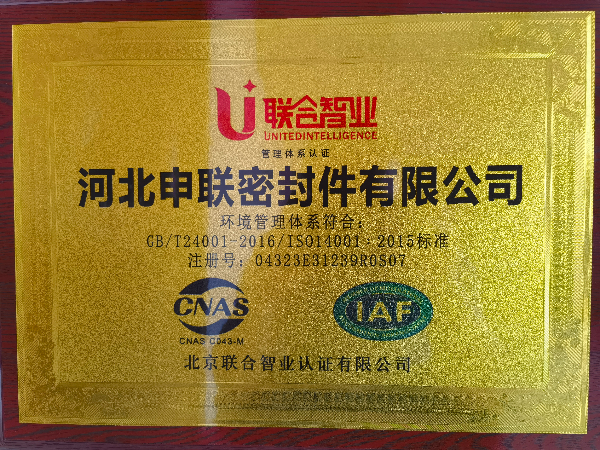 联合智业
UNITEDINTELLIGENCE
管理体系认证
河北申联密封件有限公司
环境管理体系符合:
GB/T24001-2016/ISO14001:2015标准
注册号:04323E31239R0S07
CNAS
IAF
CNAS C043-M
北京联合智业认证有限公司